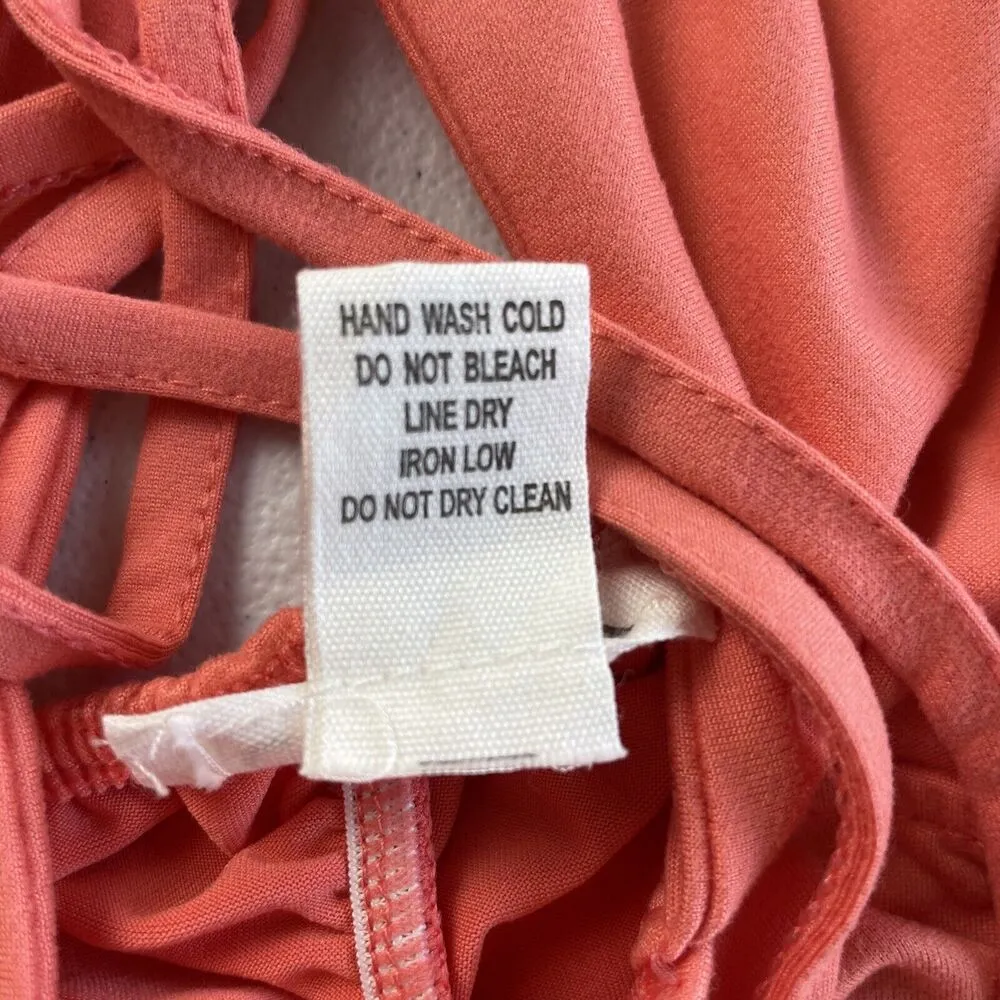 HAND WASH COLD
DO NOT BLEACH
LINE DRY
IRON LOW
DO NOT DRY CLEAN